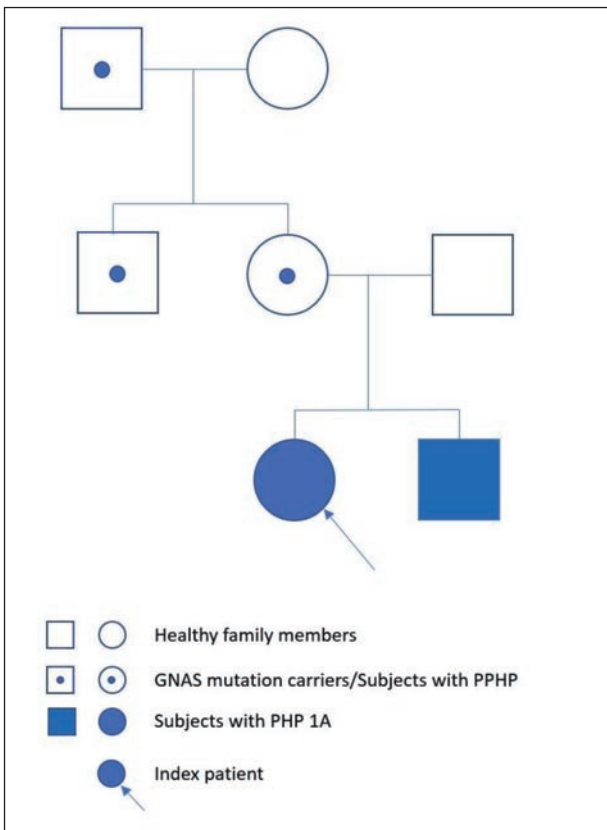 Healthy family members
GNAS mutation carriers/Subjects with PPHP
Subjects with PHP 1A
Index patient